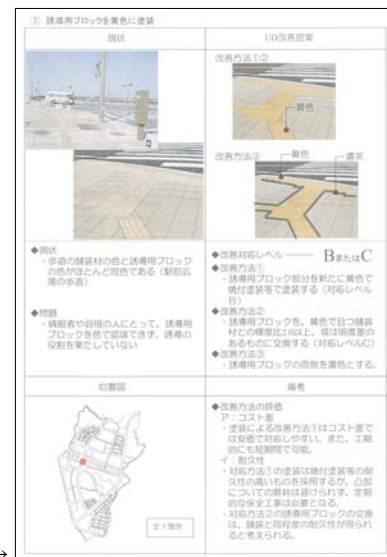 ① 誘導用ブロックを黄色に塗装
現状
UD改善提案
改善方法①②
黄色
改善方法③
黄色
濃茶
◆現状
・歩道の舗装材の色と誘導用ブロック
の色がほとんど同色である（駅前広
場の歩道）
◆問題
・晴眼者や弱視の人にとって、誘導用
ブロックを色で認識できず、誘導の
役割を果たしていない
◆改善対応レベル BまたはC
◆改善方法①
・誘導用ブロック部分を新たに黄色で
焼付塗装等で塗装する（対応レベル
B）
◆改善方法②
・誘導用ブロックを、黄色で且つ舗装
材との輝度比2.0以上、或は明度差の
あるものに交換する（対応レベルC）
◆改善方法③
・誘導用ブロックの両側を濃色とする。
位置図
全1箇所
備考
◆改善方法の評価
ア：コスト面
・塗装による改善方法①はコスト面で
は安価で対応しやすい。また、工期
的にも短期間で可能。
イ：耐久性
・対応方法①の塗装は焼付塗装等の耐
久性の高いものを採用するが、凸部
についての磨耗は避けられず、定期
的な保全工事は必要となる。
・対応方法②の誘導用ブロックの交換
は、舗装と同程度の耐久性が得られ
ると考えられる。